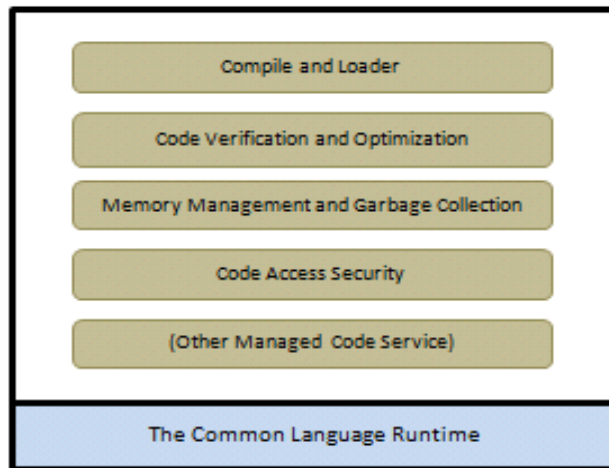 Compile and Loader
Code Verification and Optimization
Memory Management and Garbage Collection
Code Access Security
(Other Managed Code Service)
The Common Language Runtime